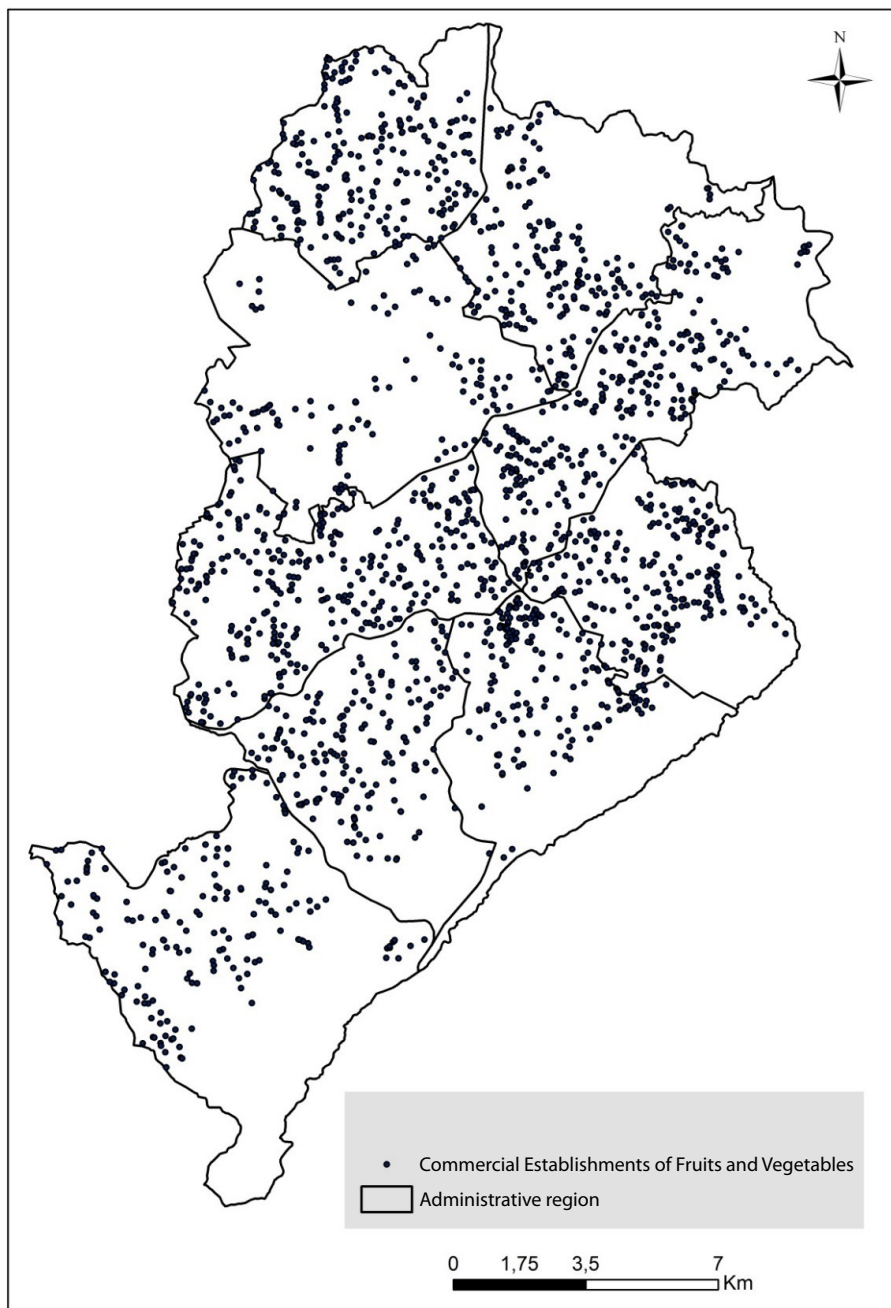 N
Commercial Establishments of Fruits and Vegetables
Administrative region
0 1,75 3,5 7
Km